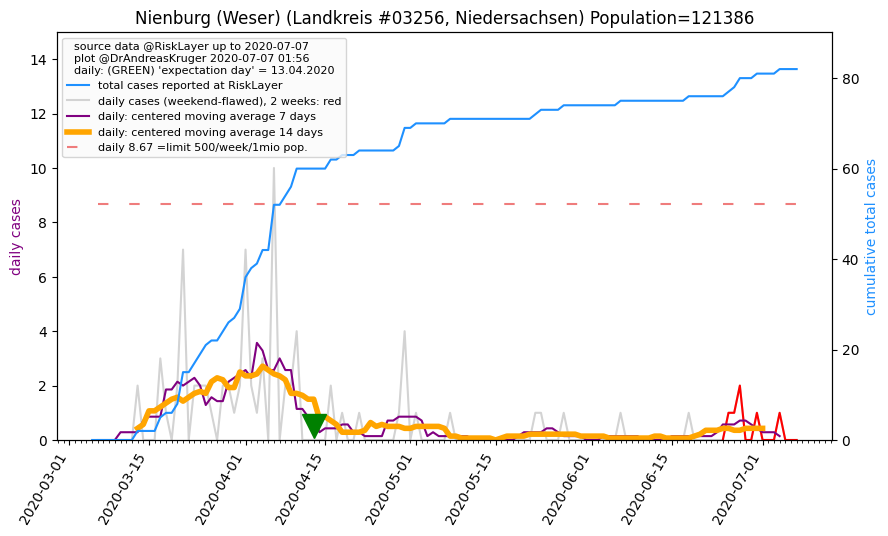 Nienburg (Weser) (Landkreis #03256, Niedersachsen) Population=121386
source data @RiskLayer up to 2020-07-07
plot @DrAndreasKruger 2020-07-07 01:56
daily: (GREEN) 'expectation day' = 13.04.2020
total cases reported at RiskLayer
daily cases (weekend-flawed), 2 weeks: red
daily: centered moving average 7 days
daily: centered moving average 14 days
daily 8.67 =limit 500/week/1mio pop.
daily cases
14
12
10
8
6
4
2
0
cumulative total cases
80
60
40
20
0
2020-03-01
2020-03-15
2020-04-01
2020-04-15
2020-05-01
2020-05-15
2020-06-01
2020-06-15
2020-07-01